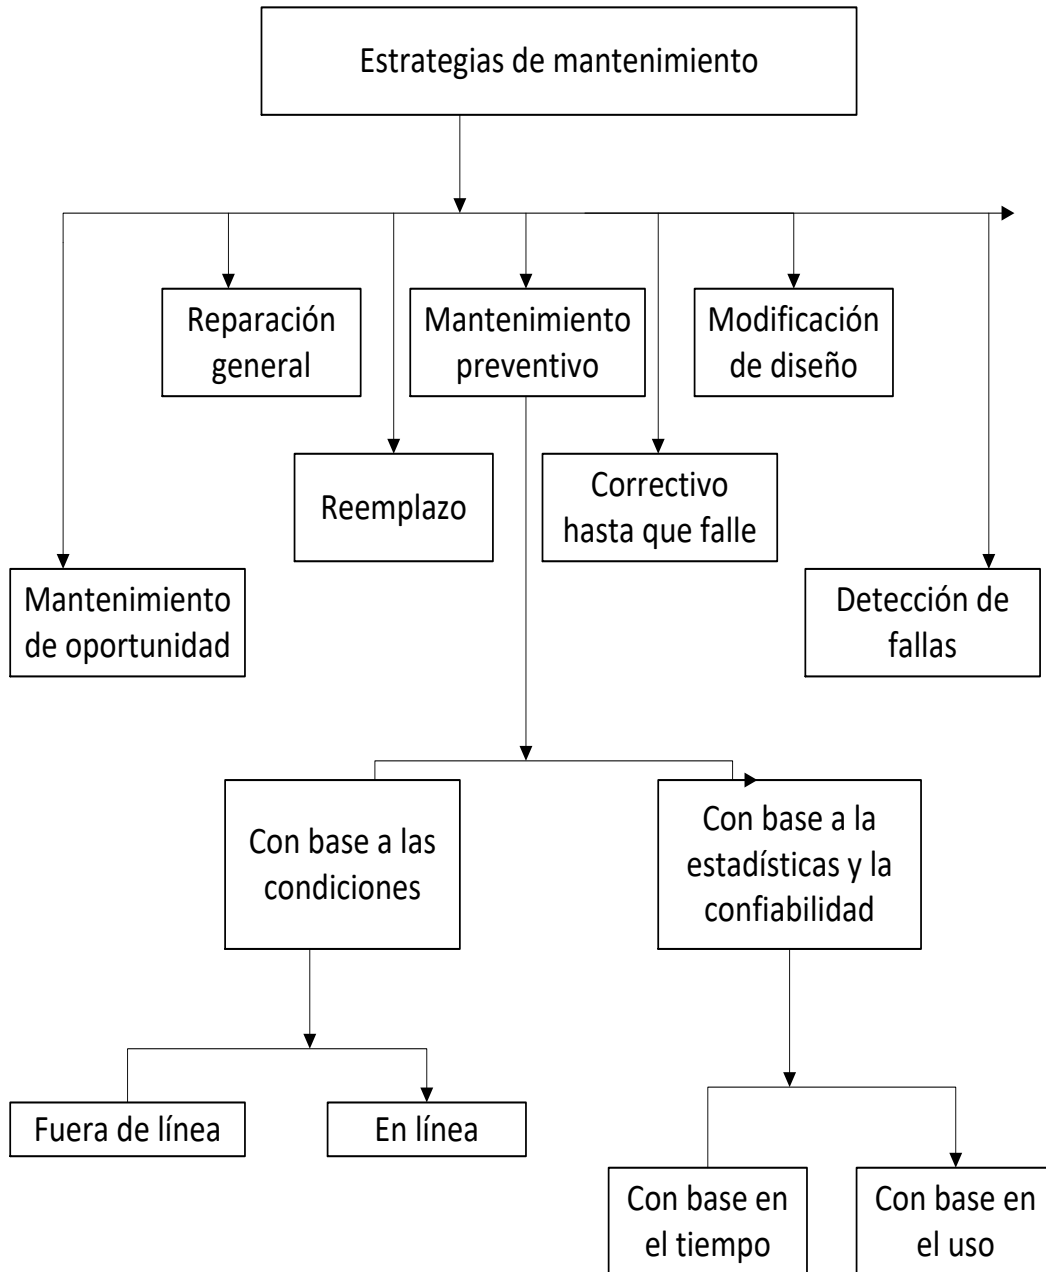 Estrategias de mantenimiento
Reparación
general
Mantenimiento
preventivo
Modificación
de diseño
Reemplazo
Correctivo
hasta que falle
Mantenimiento
de oportunidad
Detección de
fallas
Con base a las
condiciones
Con base a la
estadísticas y la
confiabilidad
Fuera de línea
En línea
Con base en
el tiempo
Con base en
el uso